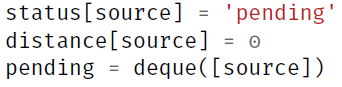 status[source] = 'pending'
distance[source] = 0
pending = deque([source])